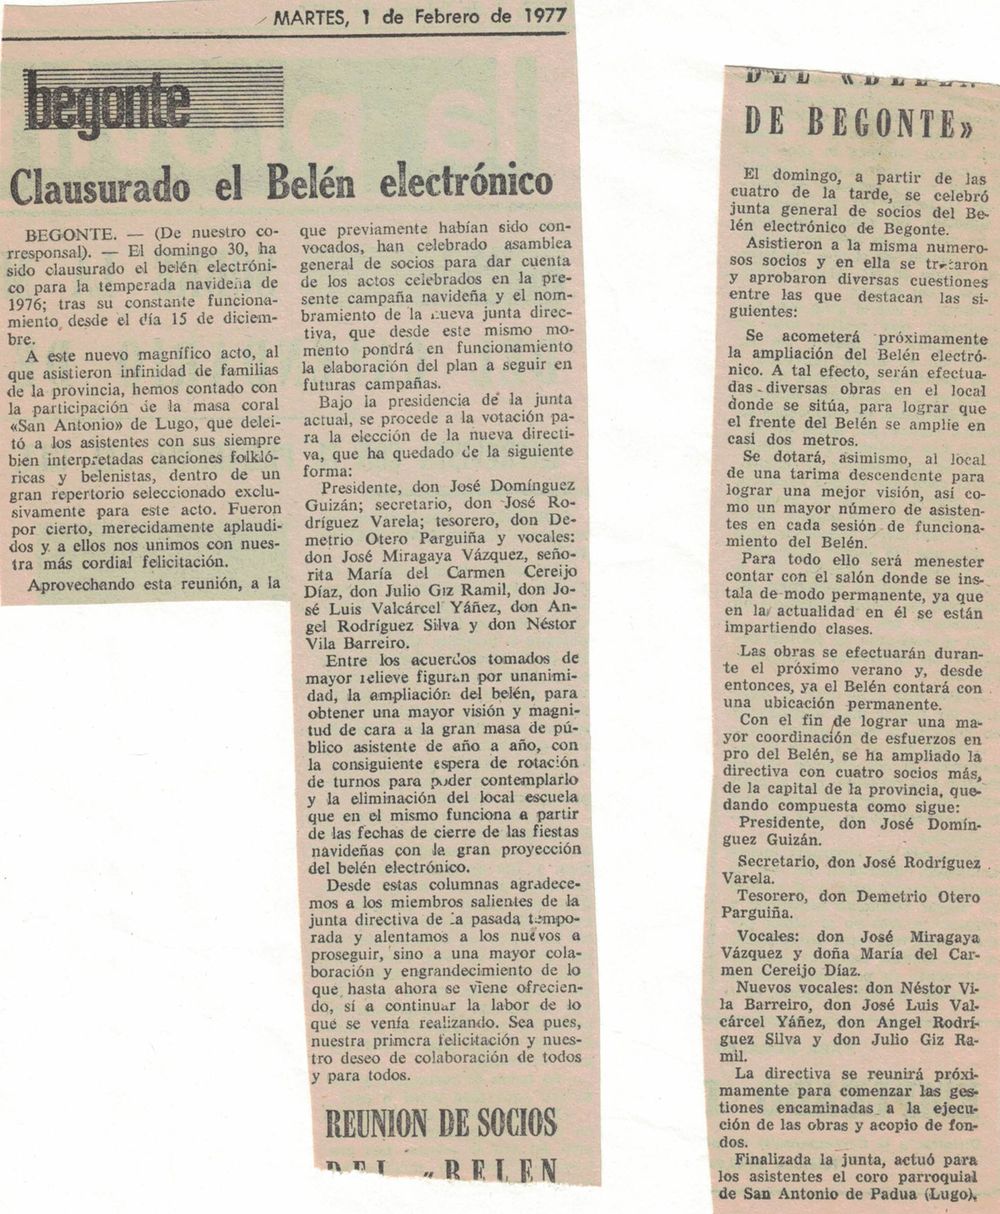 MARTES, 1 de Febrero de 1977
begonte
Clausurado el Belén electrónico
BEGONTE. — (De nuestro co-
rresponsal). — El domingo 30, ha
sido clausurado el belén electróni-
co para la temperada navideña de
1976; tras su constante funciona-
miento desde el día 15 de diciem-
bre.
A este nuevo magnífico acto, al
que asistieron infinidad de familias
de la provincia, hemos contado con
la participación de la masa coral
«San Antonio» de Lugo, que delei-
tó a los asistentes con sus siempre
bien interpretadas canciones folkló-
ricas y belenistas, dentro de un
gran repertorio seleccionado exclu-
sivamente para este acto. Fueron
por cierto, merecidamente aplaudi-
dos y a ellos nos unimos con nues-
tra más cordial felicitación.
Aprovechando esta reunión, a la
que previamente habían sido con-
vocados, han celebrado asamblea
general de socios para dar cuenta
de los actos celebrados en la pre-
sente campaña navideña y el nom-
bramiento de la nueva junta direc-
tiva, que desde este mismo mo-
mento pondrá en funcionamiento
la elaboración del plan a seguir en
futuras campañas.
Bajo la presidencia de la junta
actual, se procede a la votación pa-
ra la elección de la nueva directi-
va, que ha quedado de la siguiente
forma:
Presidente, don José Domínguez
Guizán; secretario, don José Ro-
dríguez Varela; tesorero, don De-
metrio Otero Parguiña y vocales:
don José Miragaya Vázquez, seño-
rita María del Carmen Cereijo
Díaz, don Julio Giz Ramil, don Jo-
sé Luis Valcárcel Yáñez, don An-
gel Rodríguez Silva y don Néstor
Vila Barreiro.
Entre los acuerdos tomados de
mayor relieve figuran por unanimi-
dad, la ampliación del belén, para
obtener una mayor visión y magni-
tud de cara a la gran masa de pú-
blico asistente de año a año, con
la consiguiente espera de rotación
de turnos para poder contemplarlo
y la eliminación del local escuela
que en el mismo funciona a partir
de las fechas de cierre de las fiestas
navideñas con la gran proyección
del belén electrónico.
Desde estas columnas agradece-
mos a los miembros salientes de la
junta directiva de la pasada tempo-
rada y alentamos a los nuevos a
proseguir, sino a una mayor cola-
boración y engrandecimiento de lo
que hasta ahora se viene ofrecien-
do, sí a continuar la labor de lo
que se venía realizando. Sea pues,
nuestra primera felicitación y nues-
tro deseo de colaboración de todos
y para todos.
REUNION DE SOCIOS
DEL «BELEN
DE BEGONTE»
El domingo, a partir de las
cuatro de la tarde, se celebró
junta general de socios del Be-
lén electrónico de Begonte.
Asistieron a la misma numero-
sos socios y en ella se trataron
y aprobaron diversas cuestiones
entre las que destacan las si-
guientes:
Se acometerá próximamente
la ampliación del Belén electró-
nico. A tal efecto, serán efectua-
das diversas obras en el local
donde se sitúa, para lograr que
el frente del Belén se amplíe en
casi dos metros.
Se dotará, asimismo, al local
de una tarima descendente para
lograr una mejor visión, así co-
mo un mayor número de asisten-
tes en cada sesión de funciona-
miento del Belén.
Para todo ello será menester
contar con el salón donde se ins-
tala de modo permanente, ya que
en la actualidad en él se están
impartiendo clases.
Las obras se efectuarán duran-
te el próximo verano y, desde
entonces, ya el Belén contará con
una ubicación permanente.
Con el fin de lograr una ma-
yor coordinación de esfuerzos en
pro del Belén, se ha ampliado la
directiva con cuatro socios más,
de la capital de la provincia, que-
dando compuesta como sigue:
Presidente, don José Domín-
guez Guizán.
Secretario, don José Rodríguez
Varela.
Tesorero, don Demetrio Otero
Parguiña.
Vocales: don José Miragaya
Vázquez y doña María del Car-
men Cereijo Díaz.
Nuevos vocales: don Néstor Vi-
la Barreiro, don José Luis Val-
cárcel Yáñez, don Angel Rodrí-
guez Silva y don Julio Giz Ra-
mil.
La directiva se reunirá próxi-
mamente para comenzar las ges-
tiones encaminadas a la ejecu-
ción de las obras y acopio de fon-
dos.
Finalizada la junta, actuó para
los asistentes el coro parroquial
de San Antonio de Padua (Lugo).